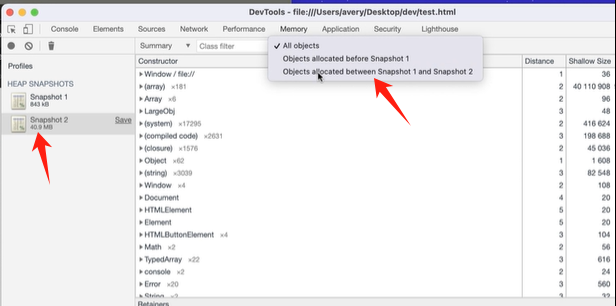 DevTools - file:///Users/avery/Desktop/dev/test.html
Console Sources Network Performance Memory Application Security Lighthouse
Summary Class filter
All objects
Objects allocated before Snapshot 1
Objects allocated between Snapshot 1 and Snapshot 2
Profiles
HEAP SNAPSHOTS
Snapshot 1
843 kB
Snapshot 2 Save
40.9 MB
Constructor Distance Shallow Size
Window / file:// 1 36
(array) ×181 2 40 110 908
Array ×6 2 96
LargeObj 3 48
(system) ×17295 2 416 624
(compiled code) ×2631 3 198 688
(closure) ×1576 2 45 036
Object ×62 1 1 608
(string) ×3039 3 82 548
Window ×4 2 108
Document 4 20
HTMLElement 5 20
Element 5 20
HTMLButtonElement ×4 3 104
Math ×2 2 56
TypedArray ×22 3 616
console ×2 2 24
Error ×20 3 560
String ×2 3 32
Retainers